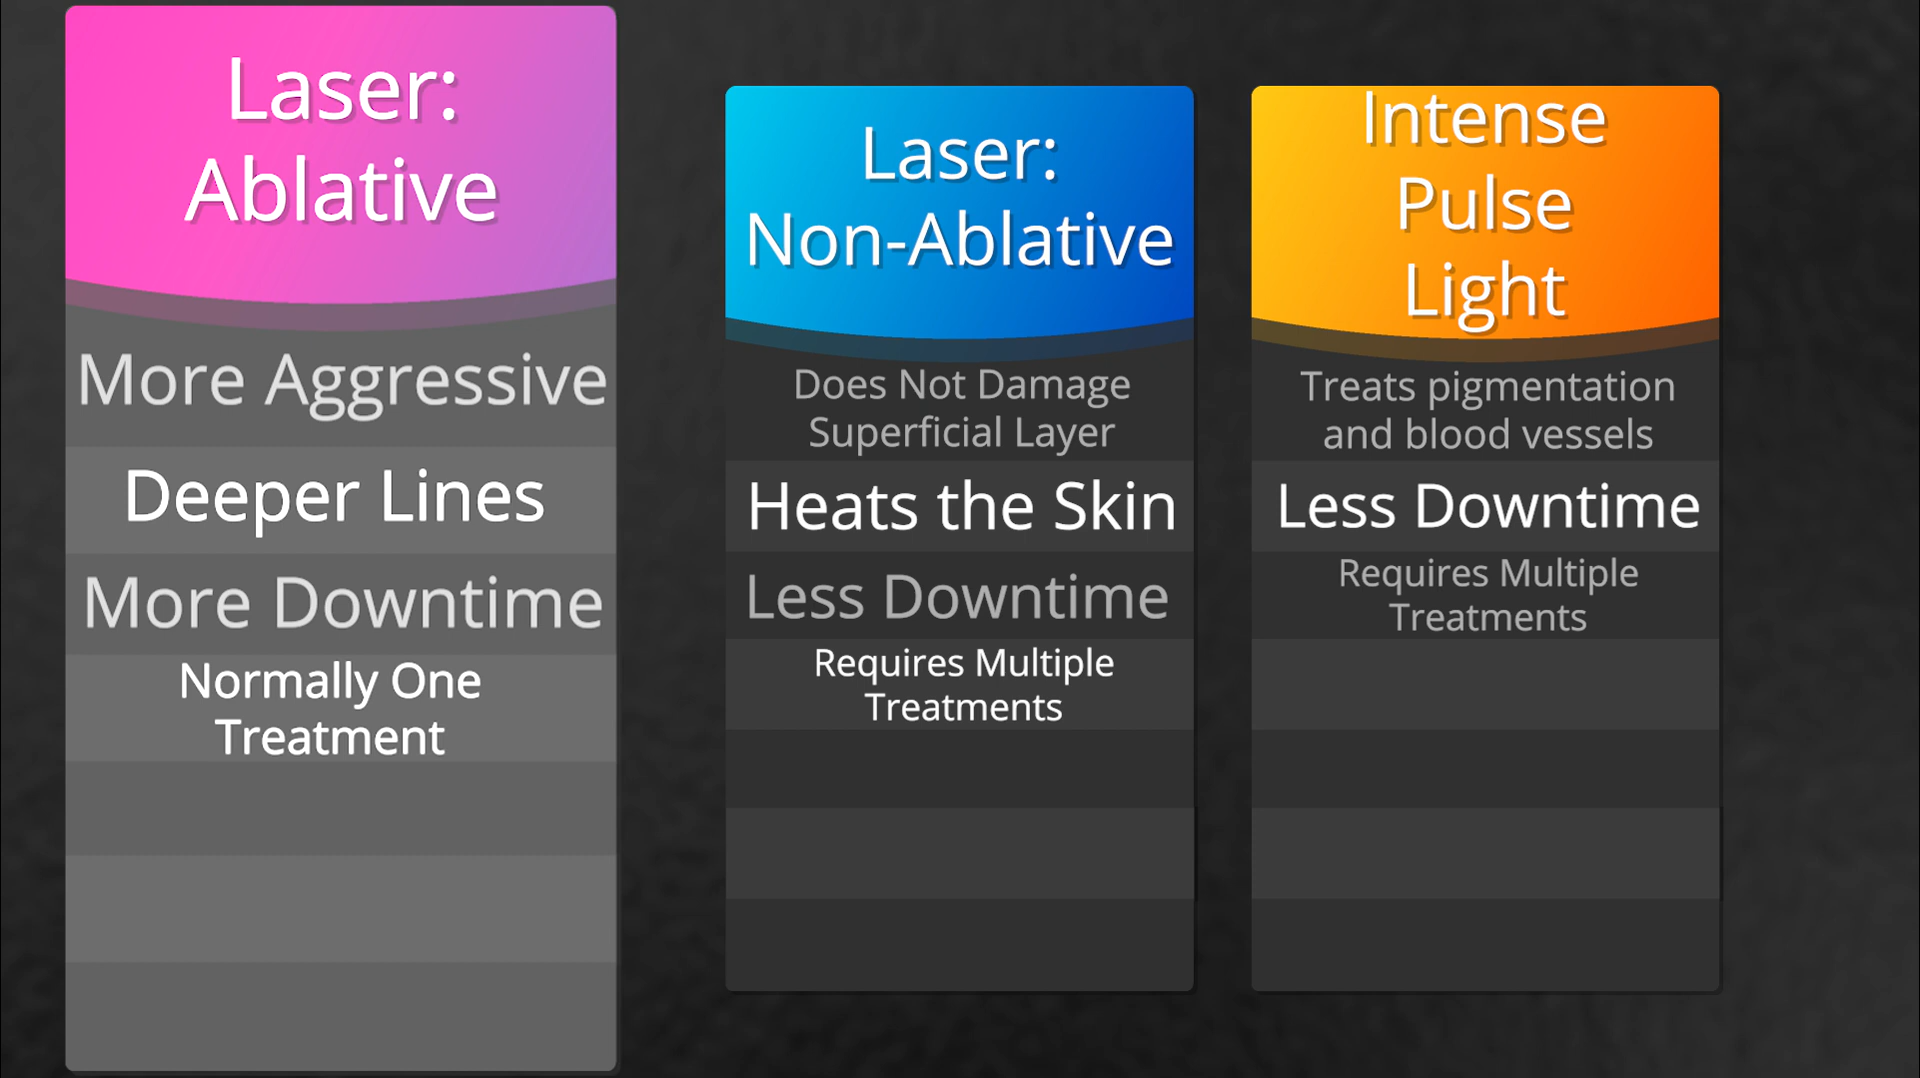 Laser:
Ablative
More Aggressive
Deeper Lines
More Downtime
Normally One
Treatment
Laser:
Non-Ablative
Does Not Damage
Superficial Layer
Heats the Skin
Less Downtime
Requires Multiple
Treatments
Intense
Pulse
Light
Treats pigmentation
and blood vessels
Less Downtime
Requires Multiple
Treatments